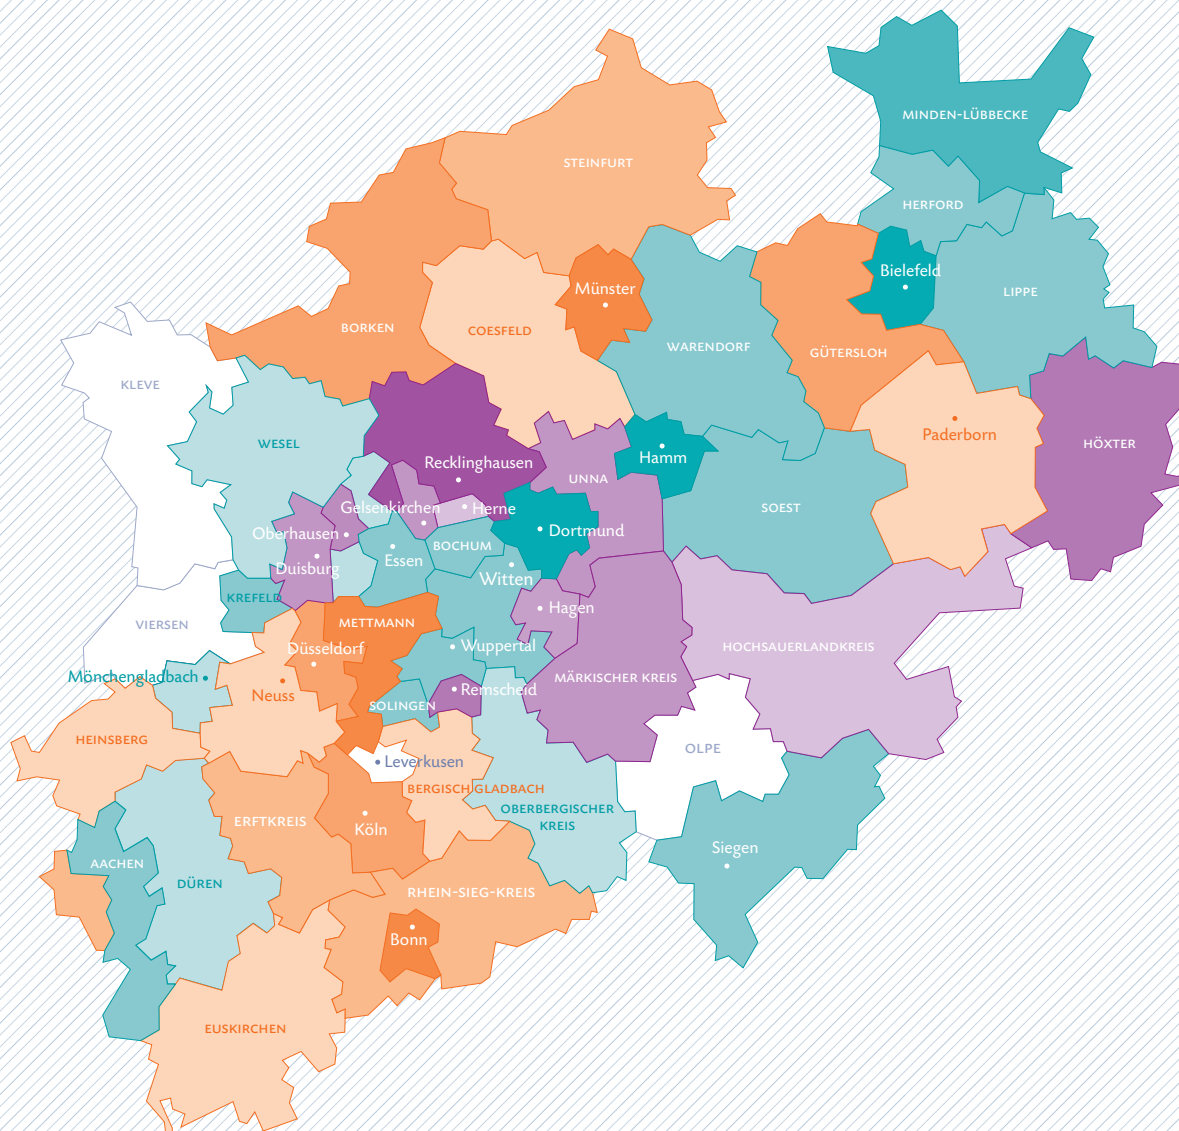 MINDEN-LÜBBECKE
STEINFURT
HERFORD
Bielefeld
Münster
LIPPE
BORKEN
COESFELD
WARENDORF
GÜTERSLOH
KLEVE
Paderborn
WESEL
HÖXTER
Hamm
Recklinghausen
UNNA
Gelsenkirchen
Herne
SOEST
Oberhausen
Dortmund
BOCHUM
Essen
Duisburg
Witten
KREFELD
Hagen
VIERSEN
METTMANN
Düsseldorf
Wuppertal
HOCHSAUERLANDKREIS
Mönchengladbach
MÄRKISCHER KREIS
Neuss
Remscheid
SOLINGEN
HEINSBERG
OLPE
Leverkusen
BERGISCH GLADBACH
OBERBERGISCHER
KREIS
ERFTKREIS
Köln
Siegen
AACHEN
DÜREN
RHEIN-SIEG-KREIS
Bonn
EUSKIRCHEN